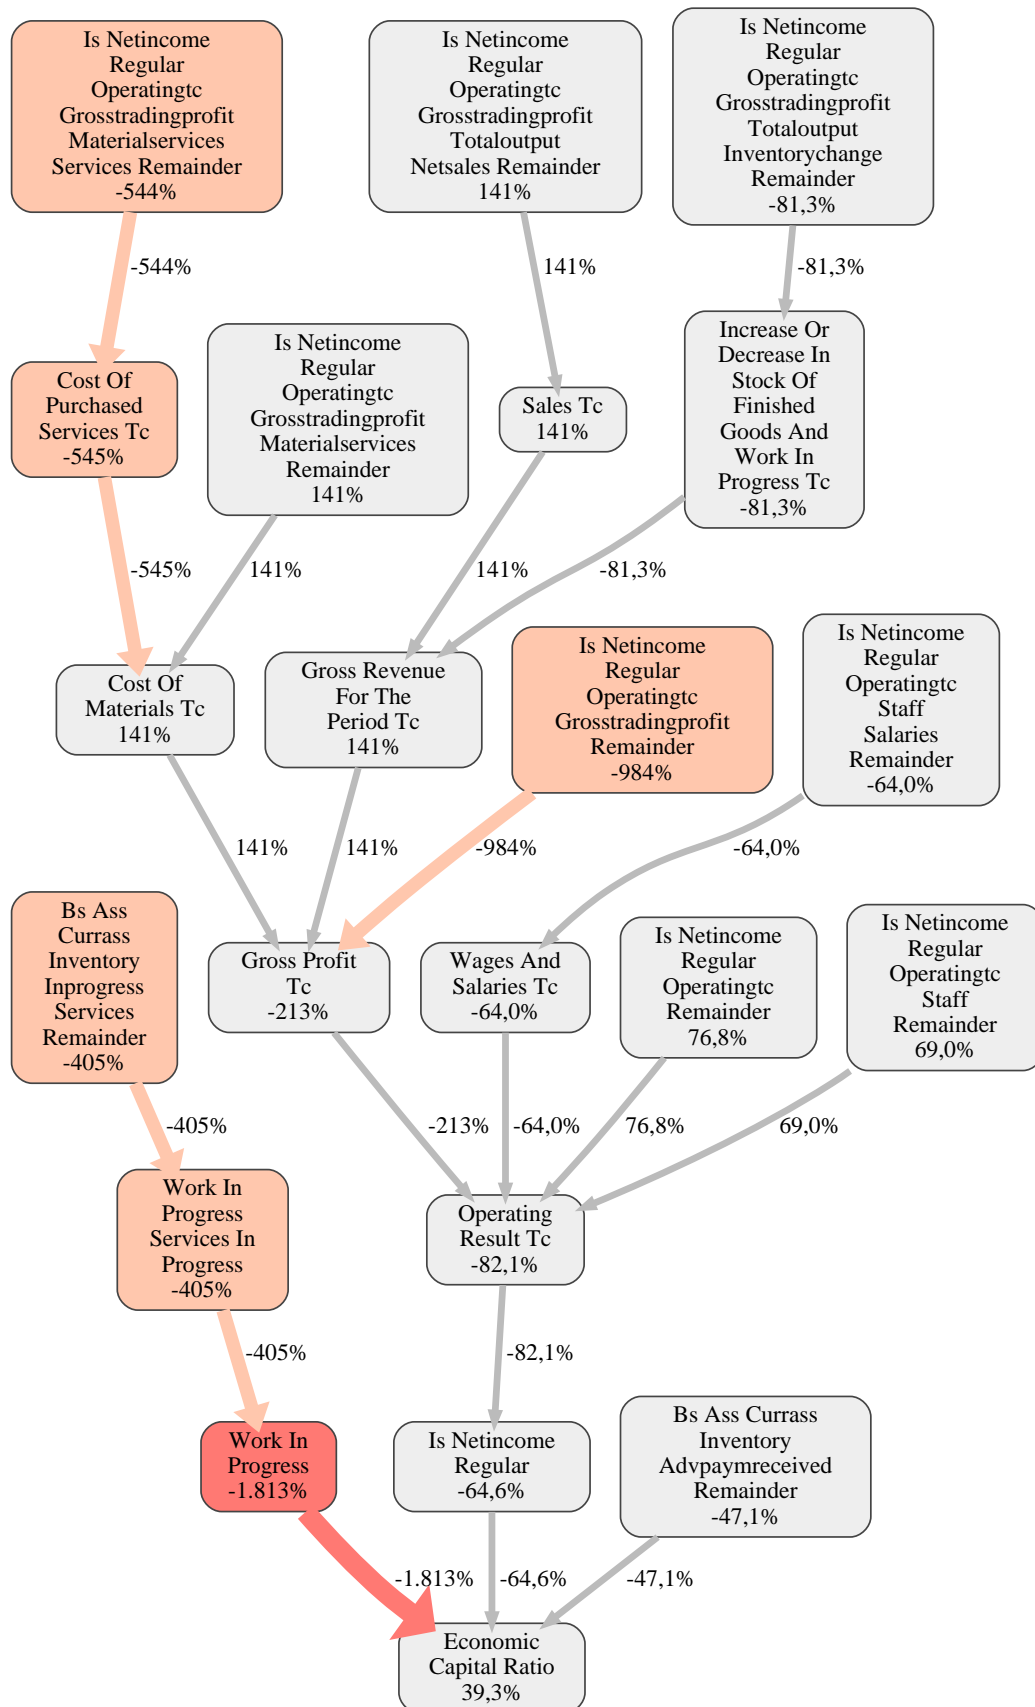 Is Netincome
Regular
Operatingtc
Grosstradingprofit
Materialservices
Services Remainder
-544%
Is Netincome
Regular
Operatingtc
Grosstradingprofit
Totaloutput
Netsales Remainder
141%
Is Netincome
Regular
Operatingtc
Grosstradingprofit
Totaloutput
Inventorychange
Remainder
-81,3%
-544%
141%
-81,3%
Cost Of
Purchased
Services Tc
-545%
Is Netincome
Regular
Operatingtc
Grosstradingprofit
Materialservices
Remainder
141%
Sales Tc
141%
Increase Or
Decrease In
Stock Of
Finished
Goods And
Work In
Progress Tc
-81,3%
-545%
141%
141%
-81,3%
Cost Of
Materials Tc
141%
Gross Revenue
For The
Period Tc
141%
Is Netincome
Regular
Operatingtc
Grosstradingprofit
Remainder
-984%
Is Netincome
Regular
Operatingtc
Staff
Salaries
Remainder
-64,0%
141%
141%
-984%
-64,0%
Bs Ass
Currass
Inventory
Inprogress
Services
Remainder
-405%
Gross Profit
Tc
-213%
Wages And
Salaries Tc
-64,0%
Is Netincome
Regular
Operatingtc
Remainder
76,8%
Is Netincome
Regular
Operatingtc
Staff
Remainder
69,0%
-405%
-213%
-64,0%
76,8%
69,0%
Work In
Progress
Services In
Progress
-405%
Operating
Result Tc
-82,1%
-405%
-82,1%
Work In
Progress
-1.813%
Is Netincome
Regular
-64,6%
Bs Ass Currass
Inventory
Advpaymreceived
Remainder
-47,1%
-1.813%
-64,6%
-47,1%
Economic
Capital Ratio
39,3%